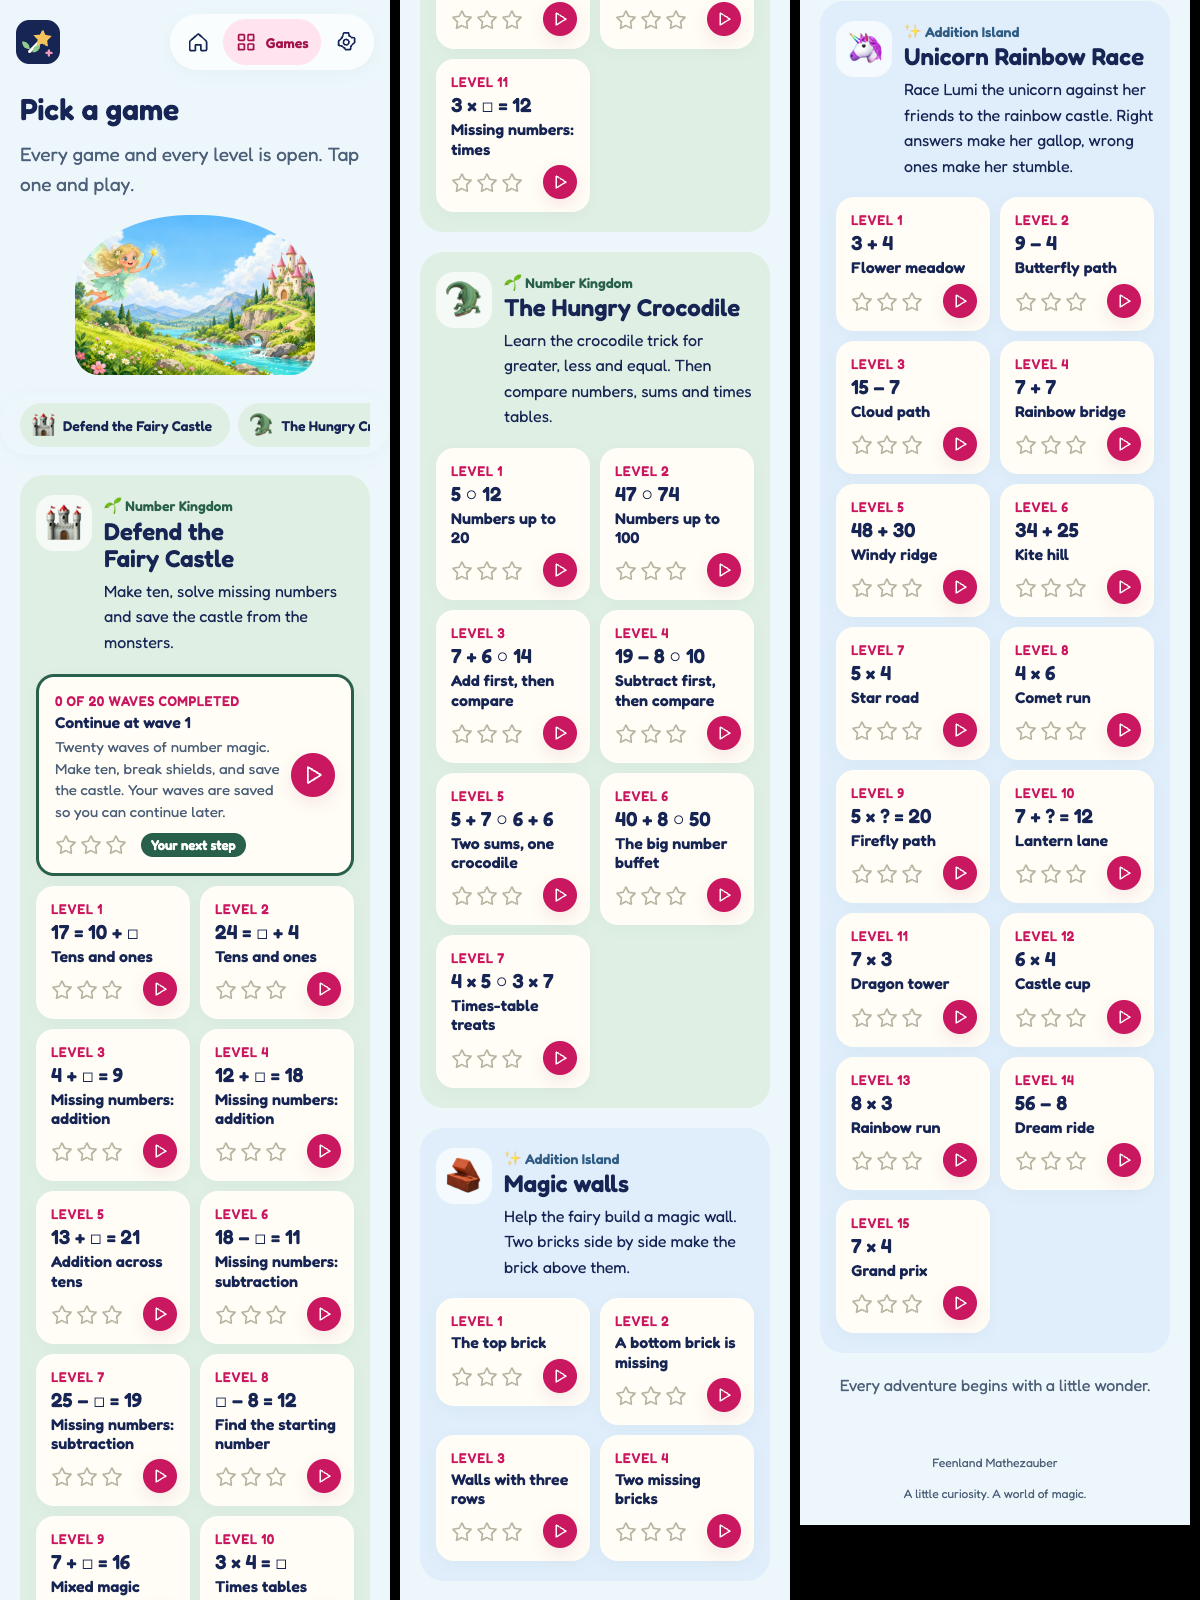 Games
Pick a game
Every game and every level is open. Tap
one and play.
Defend the Fairy Castle
The Hungry Cr
🌱 Number Kingdom
Defend the
Fairy Castle
Make ten, solve missing numbers
and save the castle from the
monsters.
0 OF 20 WAVES COMPLETED
Continue at wave 1
Twenty waves of number magic.
Make ten, break shields, and save
the castle. Your waves are saved
so you can continue later.
Your next step
LEVEL 1
17 = 10 + □
Tens and ones
LEVEL 2
24 = □ + 4
Tens and ones
LEVEL 3
4 + □ = 9
Missing numbers:
addition
LEVEL 4
12 + □ = 18
Missing numbers:
addition
LEVEL 5
13 + □ = 21
Addition across
tens
LEVEL 6
18 − □ = 11
Missing numbers:
subtraction
LEVEL 7
25 − □ = 19
Missing numbers:
subtraction
LEVEL 8
□ − 8 = 12
Find the starting
number
LEVEL 9
7 + □ = 16
Mixed magic
LEVEL 10
3 × 4 = □
Times tables
LEVEL 11
3 × □ = 12
Missing numbers:
times
🌱 Number Kingdom
The Hungry Crocodile
Learn the crocodile trick for
greater, less and equal. Then
compare numbers, sums and times
tables.
LEVEL 1
5 ○ 12
Numbers up to
20
LEVEL 2
47 ○ 74
Numbers up to
100
LEVEL 3
7 + 6 ○ 14
Add first, then
compare
LEVEL 4
19 − 8 ○ 10
Subtract first,
then compare
LEVEL 5
5 + 7 ○ 6 + 6
Two sums, one
crocodile
LEVEL 6
40 + 8 ○ 50
The big number
buffet
LEVEL 7
4 × 5 ○ 3 × 7
Times-table
treats
✨ Addition Island
Magic walls
Help the fairy build a magic wall.
Two bricks side by side make the
brick above them.
LEVEL 1
The top brick
LEVEL 2
A bottom brick is
missing
LEVEL 3
Walls with three
rows
LEVEL 4
Two missing
bricks
✨ Addition Island
Unicorn Rainbow Race
Race Lumi the unicorn against her
friends to the rainbow castle. Right
answers make her gallop, wrong
ones make her stumble.
LEVEL 1
3 + 4
Flower meadow
LEVEL 2
9 − 4
Butterfly path
LEVEL 3
15 − 7
Cloud path
LEVEL 4
7 + 7
Rainbow bridge
LEVEL 5
48 + 30
Windy ridge
LEVEL 6
34 + 25
Kite hill
LEVEL 7
5 × 4
Star road
LEVEL 8
4 × 6
Comet run
LEVEL 9
5 × ? = 20
Firefly path
LEVEL 10
7 + ? = 12
Lantern lane
LEVEL 11
7 × 3
Dragon tower
LEVEL 12
6 × 4
Castle cup
LEVEL 13
8 × 3
Rainbow run
LEVEL 14
56 − 8
Dream ride
LEVEL 15
7 × 4
Grand prix
Every adventure begins with a little wonder.
Feenland Mathezauber
A little curiosity. A world of magic.